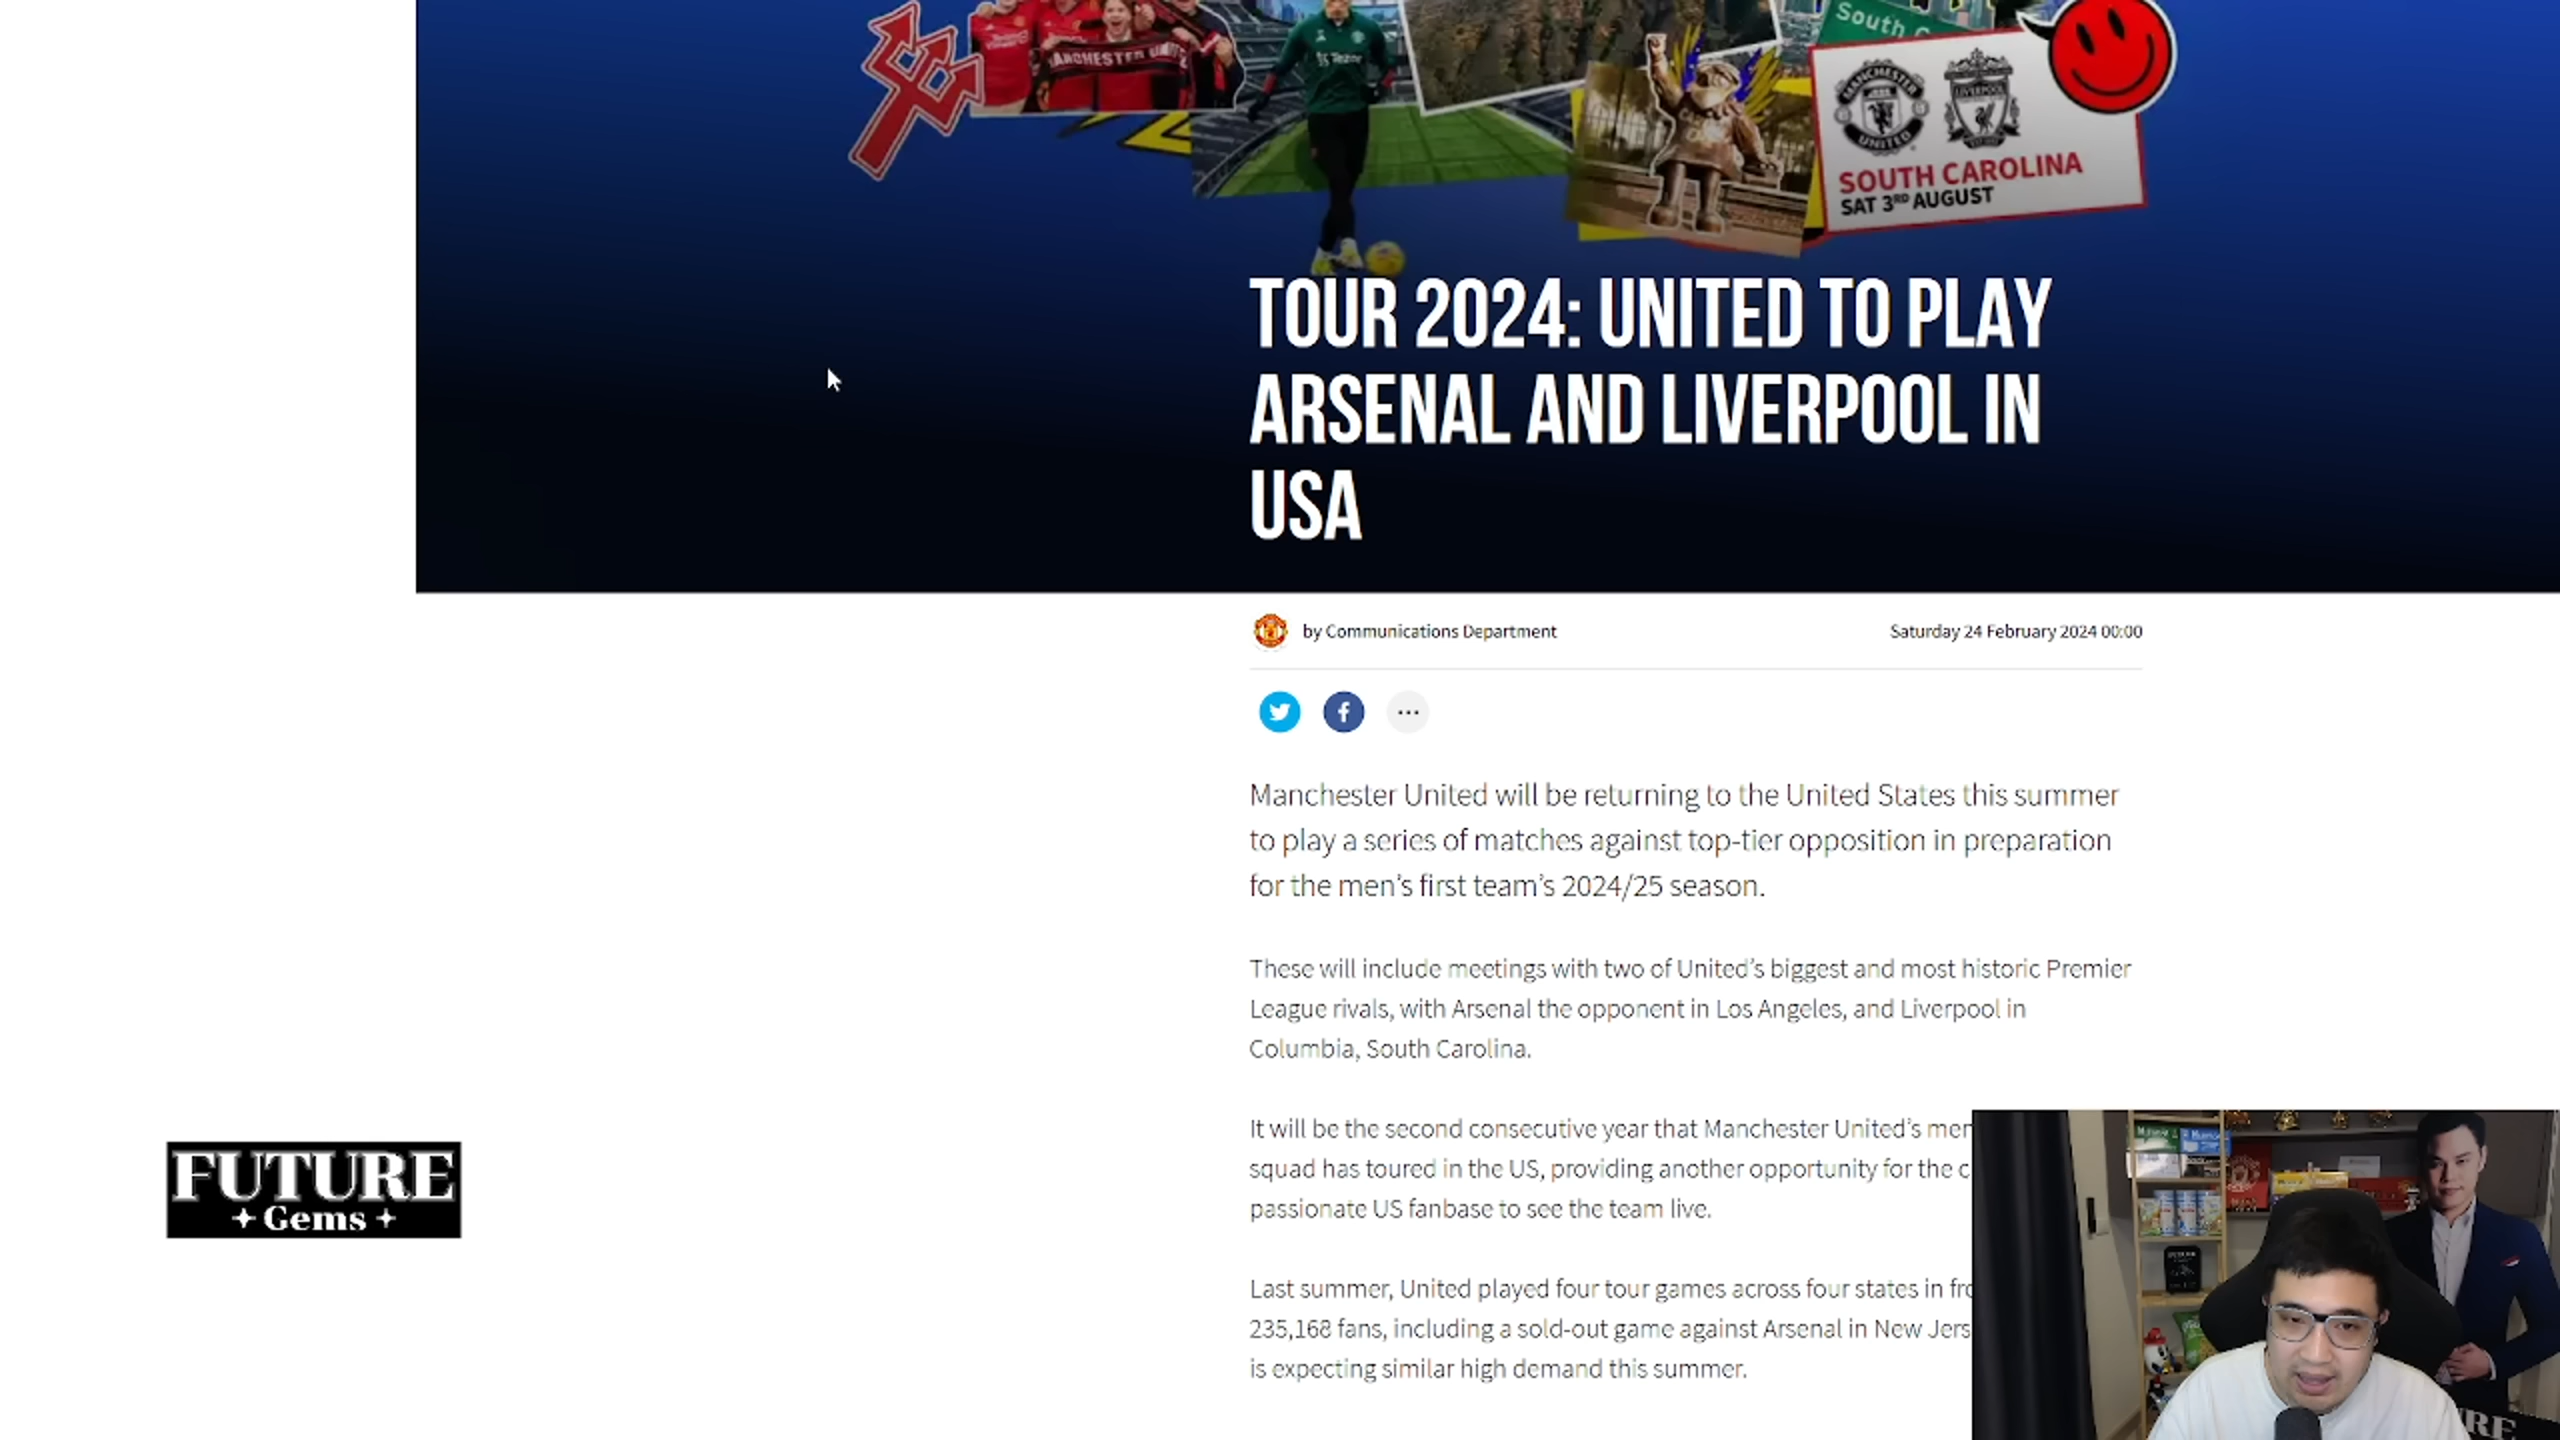 MANCHESTER UNITED
Tezos
South C
MANCHESTER
UNITED
LIVERPOOL
SOUTH CAROLINA
SAT 3RD AUGUST
TOUR 2024: UNITED TO PLAY
ARSENAL AND LIVERPOOL IN
USA
by Communications Department
Saturday 24 February 2024 00:00
Manchester United will be returning to the United States this summer
to play a series of matches against top-tier opposition in preparation
for the men’s first team’s 2024/25 season.
These will include meetings with two of United’s biggest and most historic Premier
League rivals, with Arsenal the opponent in Los Angeles, and Liverpool in
Columbia, South Carolina.
It will be the second consecutive year that Manchester United’s men
squad has toured in the US, providing another opportunity for the c
passionate US fanbase to see the team live.
Last summer, United played four tour games across four states in fro
235,168 fans, including a sold-out game against Arsenal in New Jers
is expecting similar high demand this summer.
FUTURE
Gems